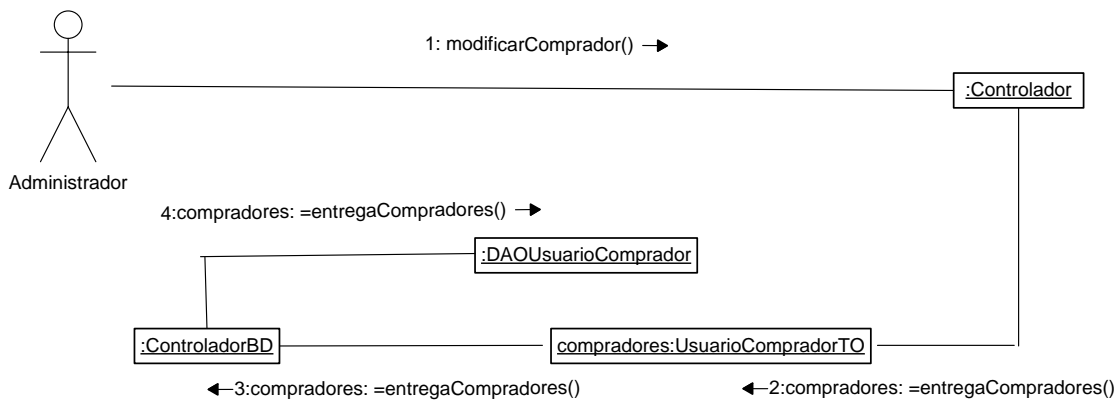 1: modificarComprador()
:Controlador
Administrador
4:compradores: =entregaCompradores()
:DAOUsuarioComprador
:ControladorBD
compradores:UsuarioCompradorTO
3:compradores: =entregaCompradores()
2:compradores: =entregaCompradores()